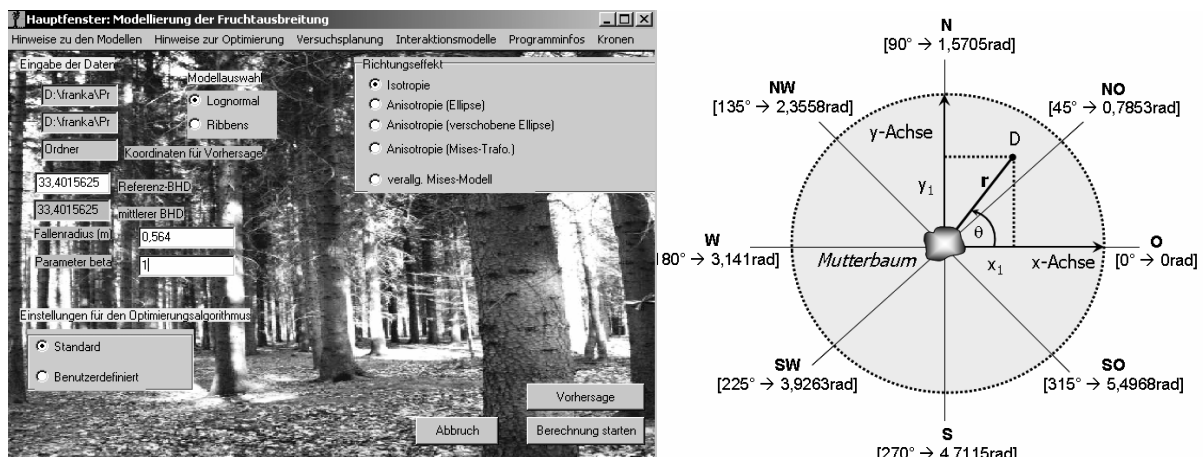 Hauptfenster: Modellierung der Fruchtausbreitung
Hinweise zu den Modellen Hinweise zur Optimierung Versuchsplanung Interaktionsmodelle Programminfos Kronen
Eingabe der Daten
D:\franka\Pr
D:\franka\Pr
Ordner
Koordinaten für Vorhersage
33,4015625
Referenz-BHD
33,4015625
mittlerer BHD
Fallenradius (m)
0,564
Parameter beta
1
Modellauswahl
Lognormal
Ribbens
Richtungseffekt
Isotropie
Anisotropie (Ellipse)
Anisotropie (verschobene Ellipse)
Anisotropie (Mises-Trafo.)
verallg. Mises-Modell
Einstellungen für den Optimierungsalgorithmus
Standard
Benutzerdefiniert
Vorhersage
Abbruch
Berechnung starten
N
[90° → 1,5705rad]
NW
[135° → 2,3558rad]
NO
[45° → 0,7853rad]
y-Achse
D
y₁
r
θ
W
180° → 3,141rad]
Mutterbaum
x₁
x-Achse
O
[0° → 0rad]
SW
[225° → 3,9263rad]
SO
[315° → 5,4968rad]
S
[270° → 4,7115rad]